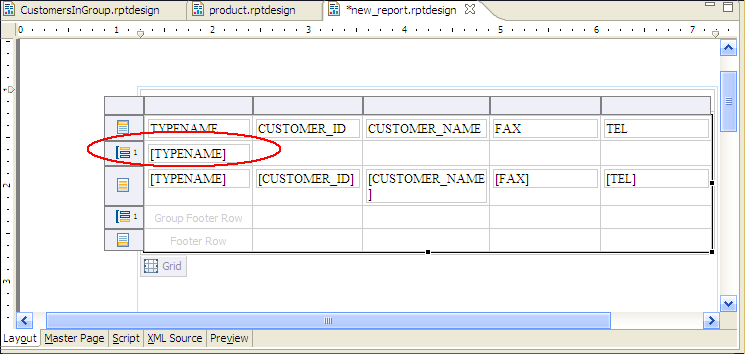 CustomersInGroup.rptdesign product.rptdesign *new_report.rptdesign
0 1 2 3 4 5 6 7
TYPENAME CUSTOMER_ID CUSTOMER_NAME FAX TEL
1 [TYPENAME]
2
[TYPENAME] [CUSTOMER_ID] [CUSTOMER_NAME [FAX] [TEL]
]
1 Group Footer Row
Footer Row
Grid
3
Layout Master Page Script XML Source Preview